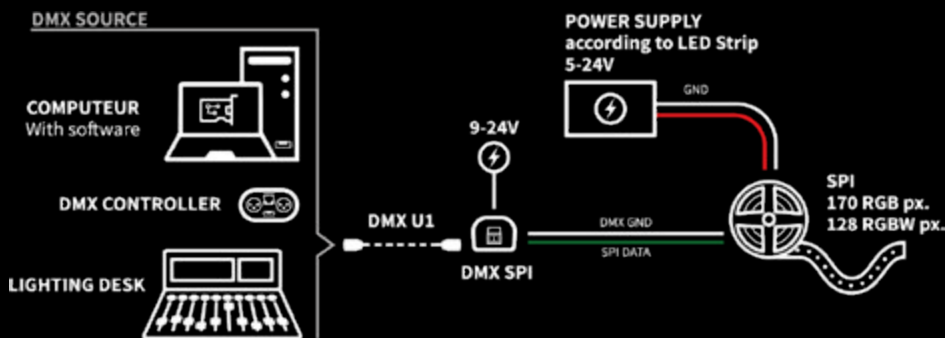 DMX SOURCE
COMPUTEUR
With software
DMX CONTROLLER
LIGHTING DESK
DMX U1
9-24V
DMX SPI
POWER SUPPLY
according to LED Strip
5-24V
GND
DMX GND
SPI DATA
SPI
170 RGB px.
128 RGBW px.